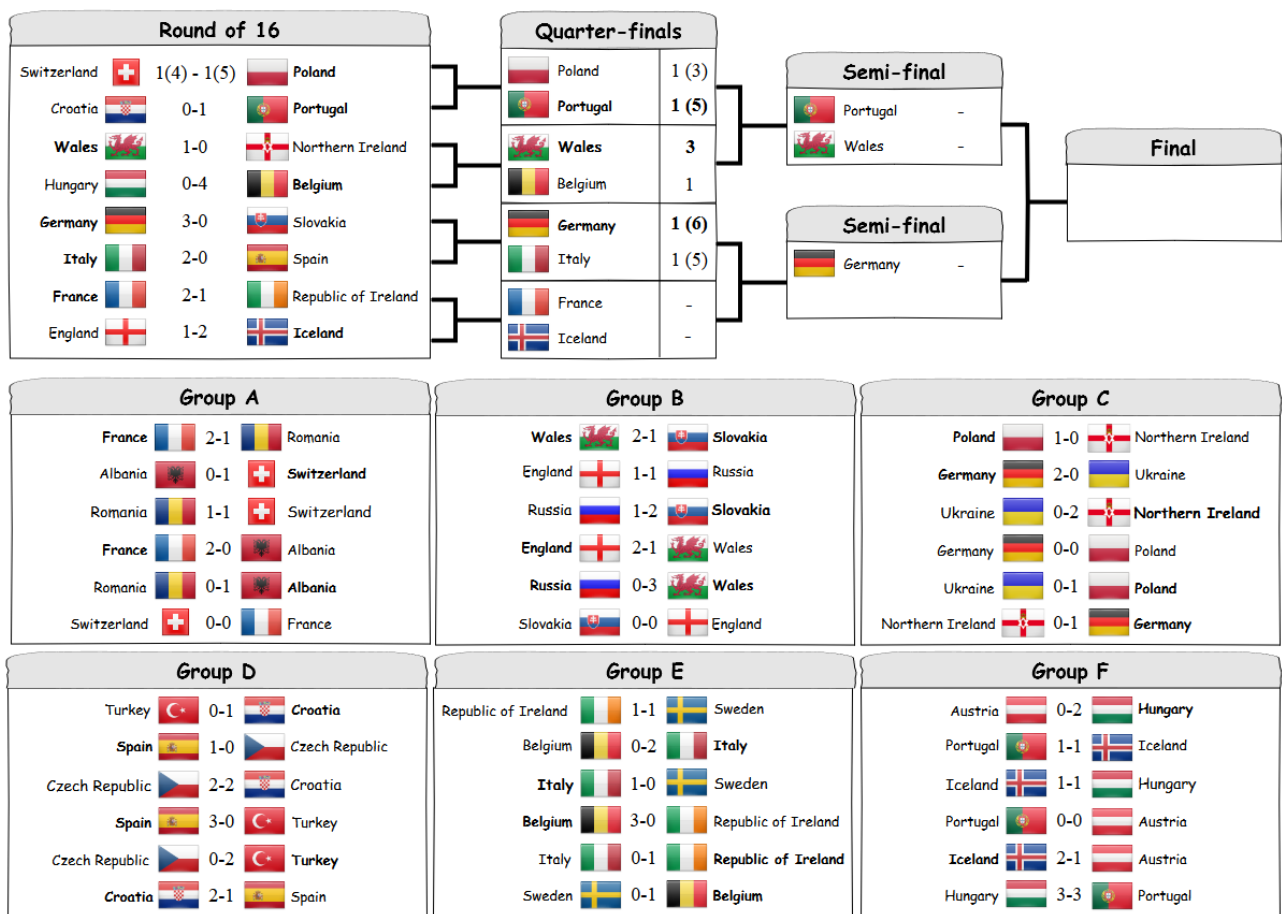 Round of 16
Switzerland 1(4) - 1(5) Poland
Croatia 0-1 Portugal
Wales 1-0 Northern Ireland
Hungary 0-4 Belgium
Germany 3-0 Slovakia
Italy 2-0 Spain
France 2-1 Republic of Ireland
England 1-2 Iceland
Quarter-finals
Poland 1 (3)
Portugal 1 (5)
Wales 3
Belgium 1
Germany 1 (6)
Italy 1 (5)
France -
Iceland -
Semi-final
Portugal -
Wales -
Semi-final
Germany -
Final
Group A
France 2-1 Romania
Albania 0-1 Switzerland
Romania 1-1 Switzerland
France 2-0 Albania
Romania 0-1 Albania
Switzerland 0-0 France
Group B
Wales 2-1 Slovakia
England 1-1 Russia
Russia 1-2 Slovakia
England 2-1 Wales
Russia 0-3 Wales
Slovakia 0-0 England
Group C
Poland 1-0 Northern Ireland
Germany 2-0 Ukraine
Ukraine 0-2 Northern Ireland
Germany 0-0 Poland
Ukraine 0-1 Poland
Northern Ireland 0-1 Germany
Group D
Turkey 0-1 Croatia
Spain 1-0 Czech Republic
Czech Republic 2-2 Croatia
Spain 3-0 Turkey
Czech Republic 0-2 Turkey
Croatia 2-1 Spain
Group E
Republic of Ireland 1-1 Sweden
Belgium 0-2 Italy
Italy 1-0 Sweden
Belgium 3-0 Republic of Ireland
Italy 0-1 Republic of Ireland
Sweden 0-1 Belgium
Group F
Austria 0-2 Hungary
Portugal 1-1 Iceland
Iceland 1-1 Hungary
Portugal 0-0 Austria
Iceland 2-1 Austria
Hungary 3-3 Portugal